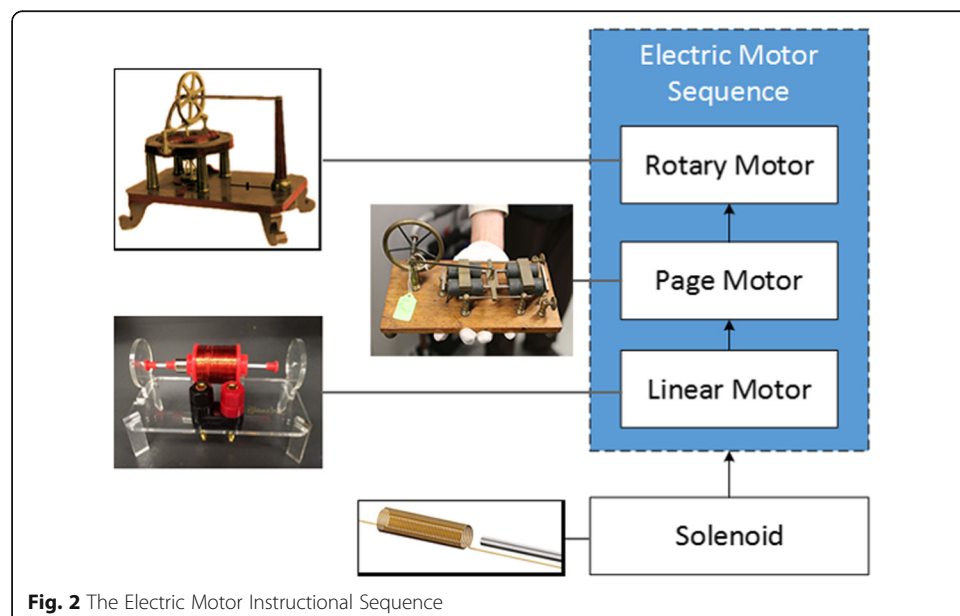 Electric Motor
Sequence
Rotary Motor
Page Motor
Linear Motor
Solenoid
Fig. 2 The Electric Motor Instructional Sequence